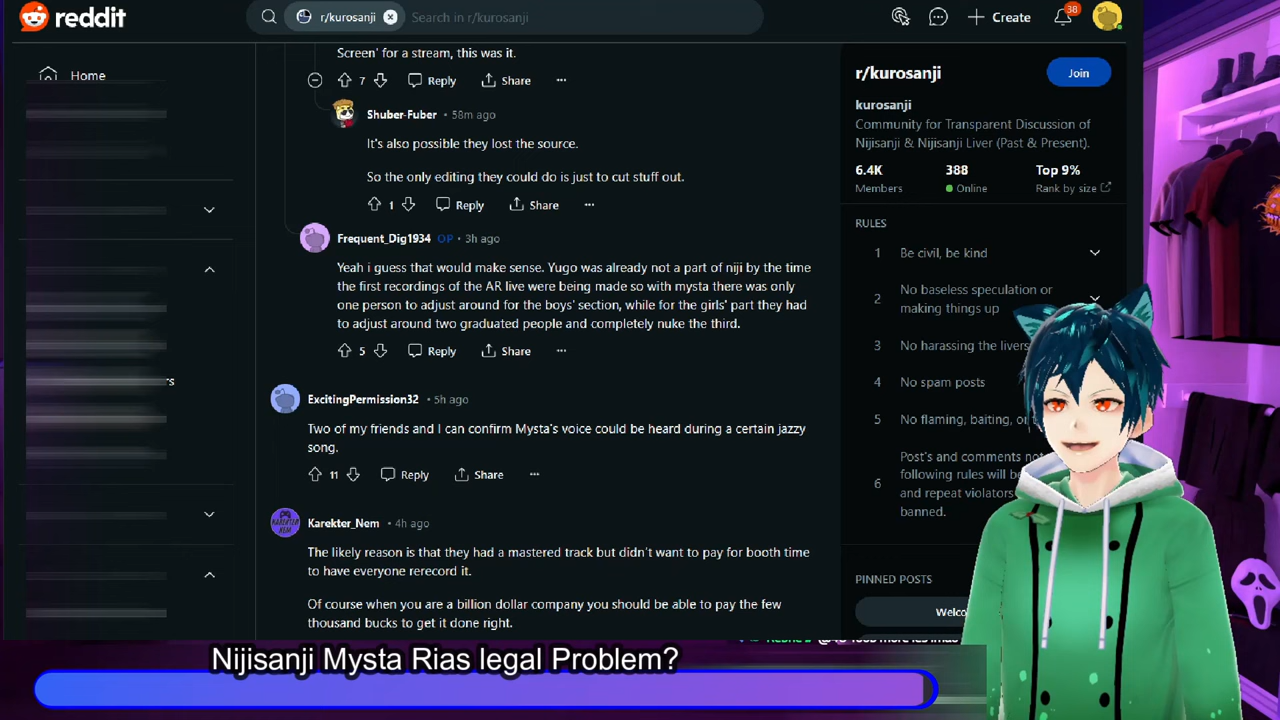 reddit
r/kurosanji
Search in r/kurosanji
Create
38
Home
Screen' for a stream, this was it.
7 Reply Share
Shuber-Fuber • 58m ago
It's also possible they lost the source.
So the only editing they could do is just to cut stuff out.
1 Reply Share
Frequent_Dig1934 OP • 3h ago
Yeah i guess that would make sense. Yugo was already not a part of niji by the time
the first recordings of the AR live were being made so with mysta there was only
one person to adjust around for the boys' section, while for the girls' part they had
to adjust around two graduated people and completely nuke the third.
5 Reply Share
ExcitingPermission32 • 5h ago
Two of my friends and I can confirm Mysta's voice could be heard during a certain jazzy
song.
11 Reply Share
Karekter_Nem • 4h ago
The likely reason is that they had a mastered track but didn't want to pay for booth time
to have everyone rerecord it.
Of course when you are a billion dollar company you should be able to pay the few
thousand bucks to get it done right.
r/kurosanji
Join
kurosanji
Community for Transparent Discussion of
Nijisanji & Nijisanji Liver (Past & Present).
6.4K 388 Top 9%
Members Online Rank by size
RULES
1 Be civil, be kind
2 No baseless speculation or
making things up
3 No harassing the livers
4 No spam posts
5 No flaming, baiting, or
6 Post's and comments not
following rules will be
and repeat violators
banned.
PINNED POSTS
Nijisanji Mysta Rias legal Problem?